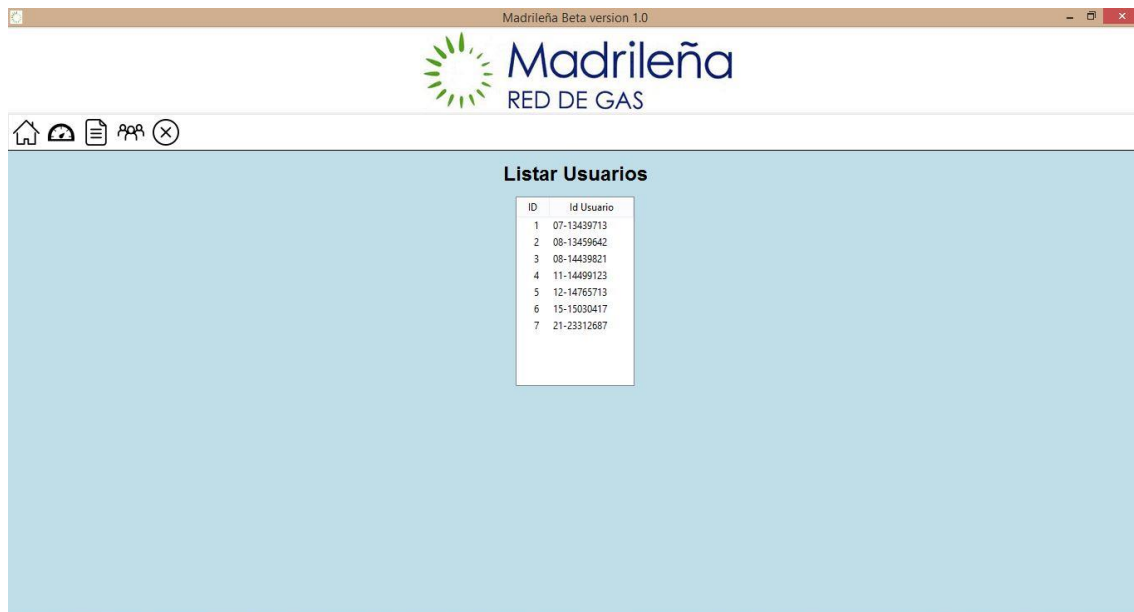 Madrileña Beta version 1.0
Madrileña
RED DE GAS
Listar Usuarios
ID Id Usuario
1 07-13439713
2 08-13459642
3 08-14439821
4 11-14499123
5 12-14765713
6 15-15030417
7 21-23312687